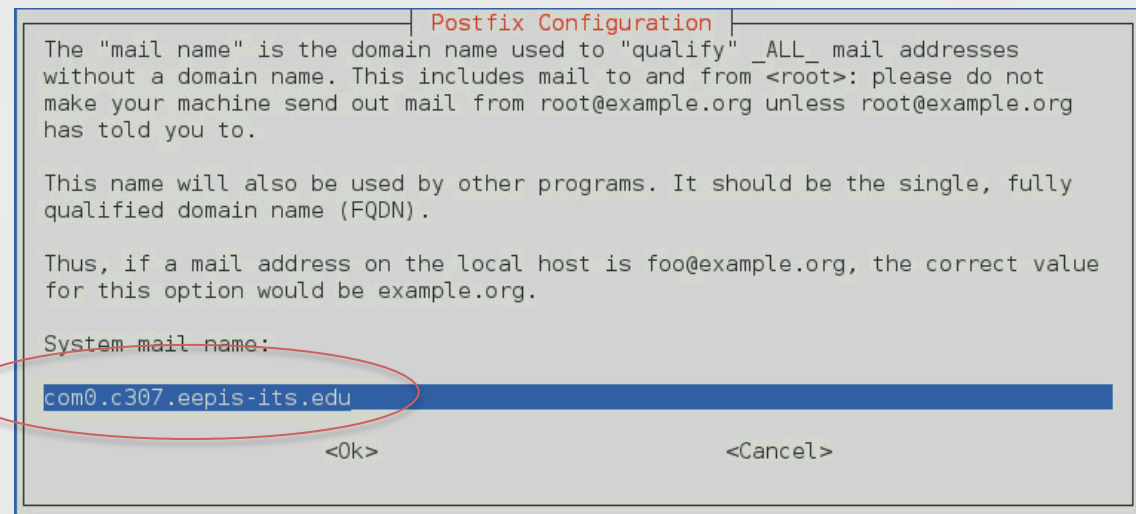 Postfix Configuration
The "mail name" is the domain name used to "qualify" _ALL_ mail addresses
without a domain name. This includes mail to and from <root>: please do not
make your machine send out mail from root@example.org unless root@example.org
has told you to.
This name will also be used by other programs. It should be the single, fully
qualified domain name (FQDN).
Thus, if a mail address on the local host is foo@example.org, the correct value
for this option would be example.org.
System mail name:
com0.c307.eepis-its.edu
<Ok> <Cancel>